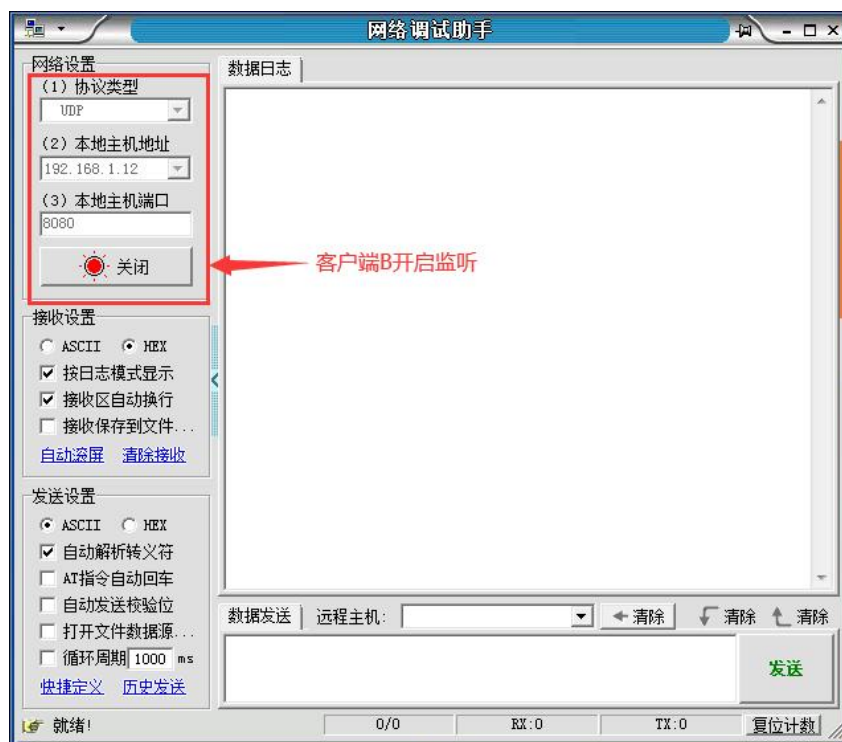 网络调试助手
网络设置
(1) 协议类型
UDP
(2) 本地主机地址
192.168.1.12
(3) 本地主机端口
8080
关闭
客户端B开启监听
接收设置
ASCII HEX
按日志模式显示
接收区自动换行
接收保存到文件...
自动滚屏 清除接收
发送设置
ASCII HEX
自动解析转义符
AT指令自动回车
自动发送校验位
打开文件数据源...
循环周期 1000 ms
快捷定义 历史发送
数据日志
数据发送 远程主机: 清除 清除 清除
发送
就绪! 0/0 RX:0 TX:0 复位计数